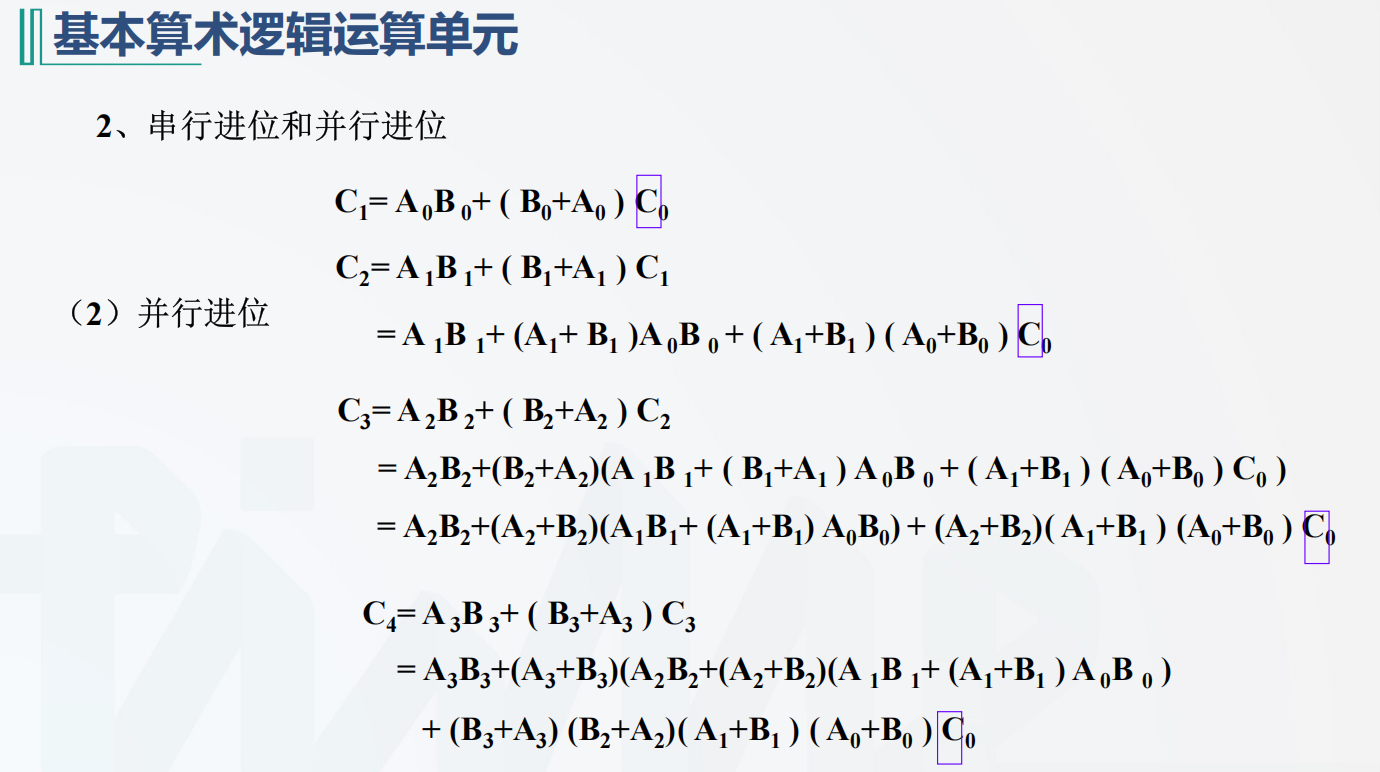 基本算术逻辑运算单元
2、串行进位和并行进位
C₁= A₀B₀+ ( B₀+A₀ ) C₀
C₂= A₁B₁+ ( B₁+A₁ ) C₁
（2）并行进位
= A₁B₁+ (A₁+ B₁ )A₀B₀ + ( A₁+B₁ ) ( A₀+B₀ ) C₀
C₃= A₂B₂+ ( B₂+A₂ ) C₂
= A₂B₂+(B₂+A₂)(A₁B₁+ ( B₁+A₁ ) A₀B₀ + ( A₁+B₁ ) ( A₀+B₀ ) C₀ )
= A₂B₂+(A₂+B₂)(A₁B₁+ (A₁+B₁) A₀B₀) + (A₂+B₂)( A₁+B₁ ) (A₀+B₀ ) C₀
C₄= A₃B₃+ ( B₃+A₃ ) C₃
= A₃B₃+(A₃+B₃)(A₂B₂+(A₂+B₂)(A₁B₁+ (A₁+B₁ ) A₀B₀ )
+ (B₃+A₃) (B₂+A₂)( A₁+B₁ ) ( A₀+B₀ ) C₀